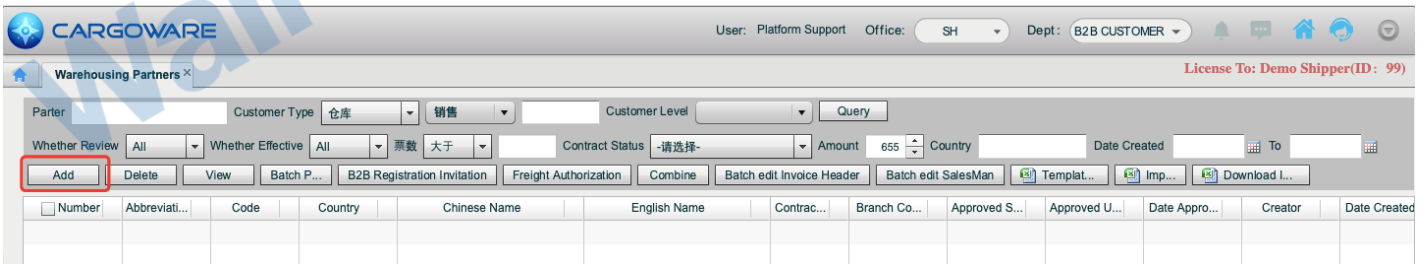 CARGOWARE User: Platform Support Office: SH Dept: B2B CUSTOMER
Warehousing Partners × License To: Demo Shipper(ID: 99)
Parter Customer Type 仓库 销售 Customer Level Query
Whether Review All Whether Effective All 票数 大于 Contract Status -请选择- Amount 655 Country Date Created To
Add Delete View Batch P... B2B Registration Invitation Freight Authorization Combine Batch edit Invoice Header Batch edit SalesMan Templat... Imp... Download I...
Number Abbreviati... Code Country Chinese Name English Name Contrac... Branch Co... Approved S... Approved U... Date Appro... Creator Date Created